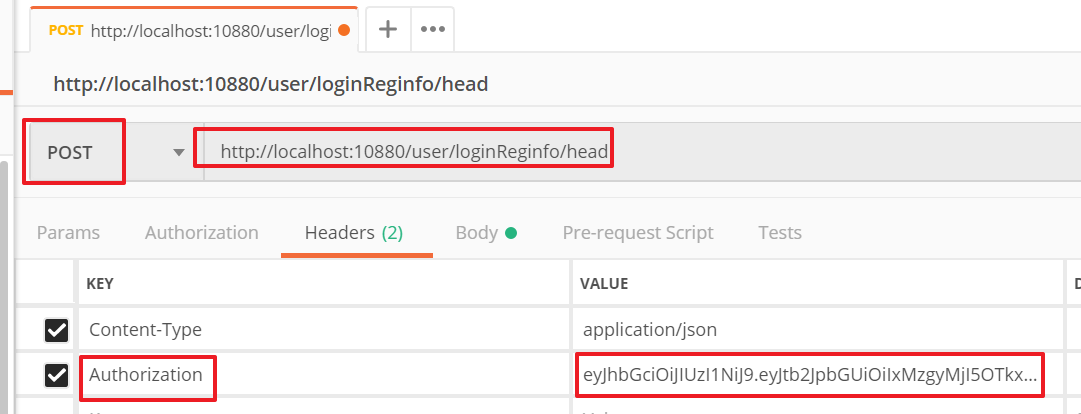 POST http://localhost:10880/user/logi
http://localhost:10880/user/loginReginfo/head
POST http://localhost:10880/user/loginReginfo/head
Params Authorization Headers (2) Body Pre-request Script Tests
KEY VALUE D
Content-Type application/json
Authorization eyJhbGciOiJIUzI1NiJ9.eyJtb2JpbGUiOiIxMzgyMjI5OTkx...